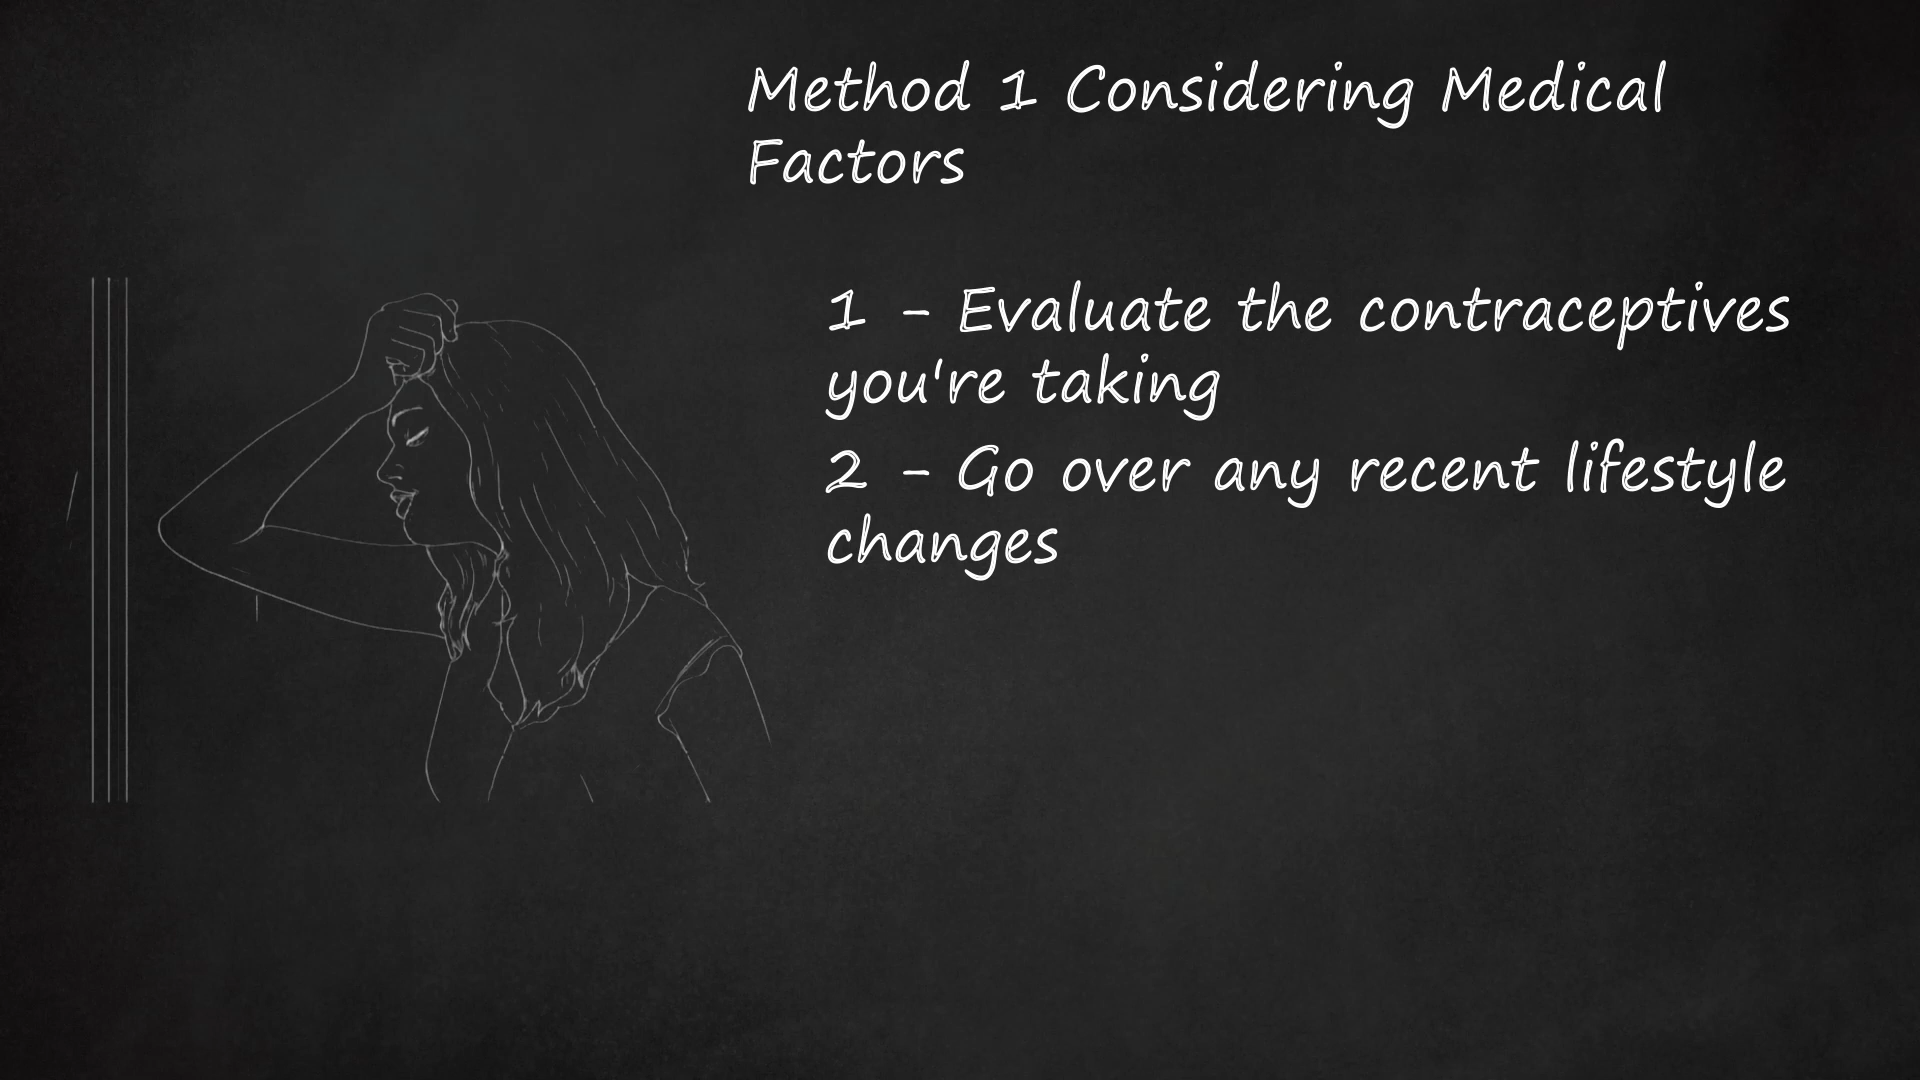 Method 1 Considering Medical
Factors
1 - Evaluate the contraceptives
you're taking
2 - Go over any recent lifestyle
changes